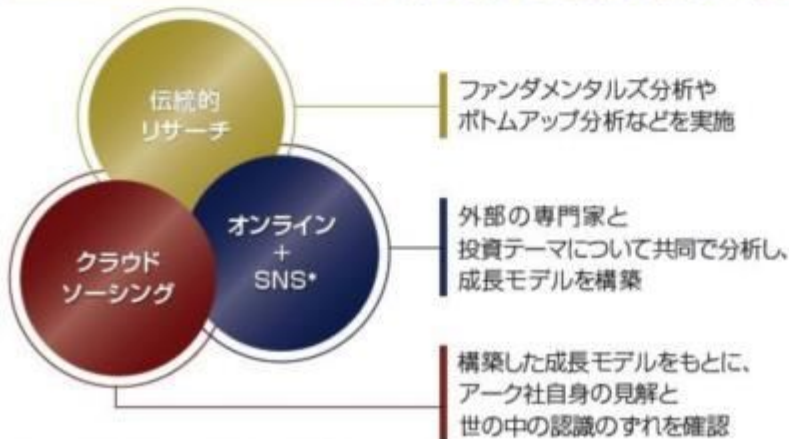 伝統的
リサーチ
ファンダメンタルズ分析や
ボトムアップ分析などを実施
オンライン
+
SNS*
外部の専門家と
投資テーマについて共同で分析し、
成長モデルを構築
クラウド
ソーシング
構築した成長モデルをもとに、
アーク社自身の見解と
世の中の認識のずれを確認